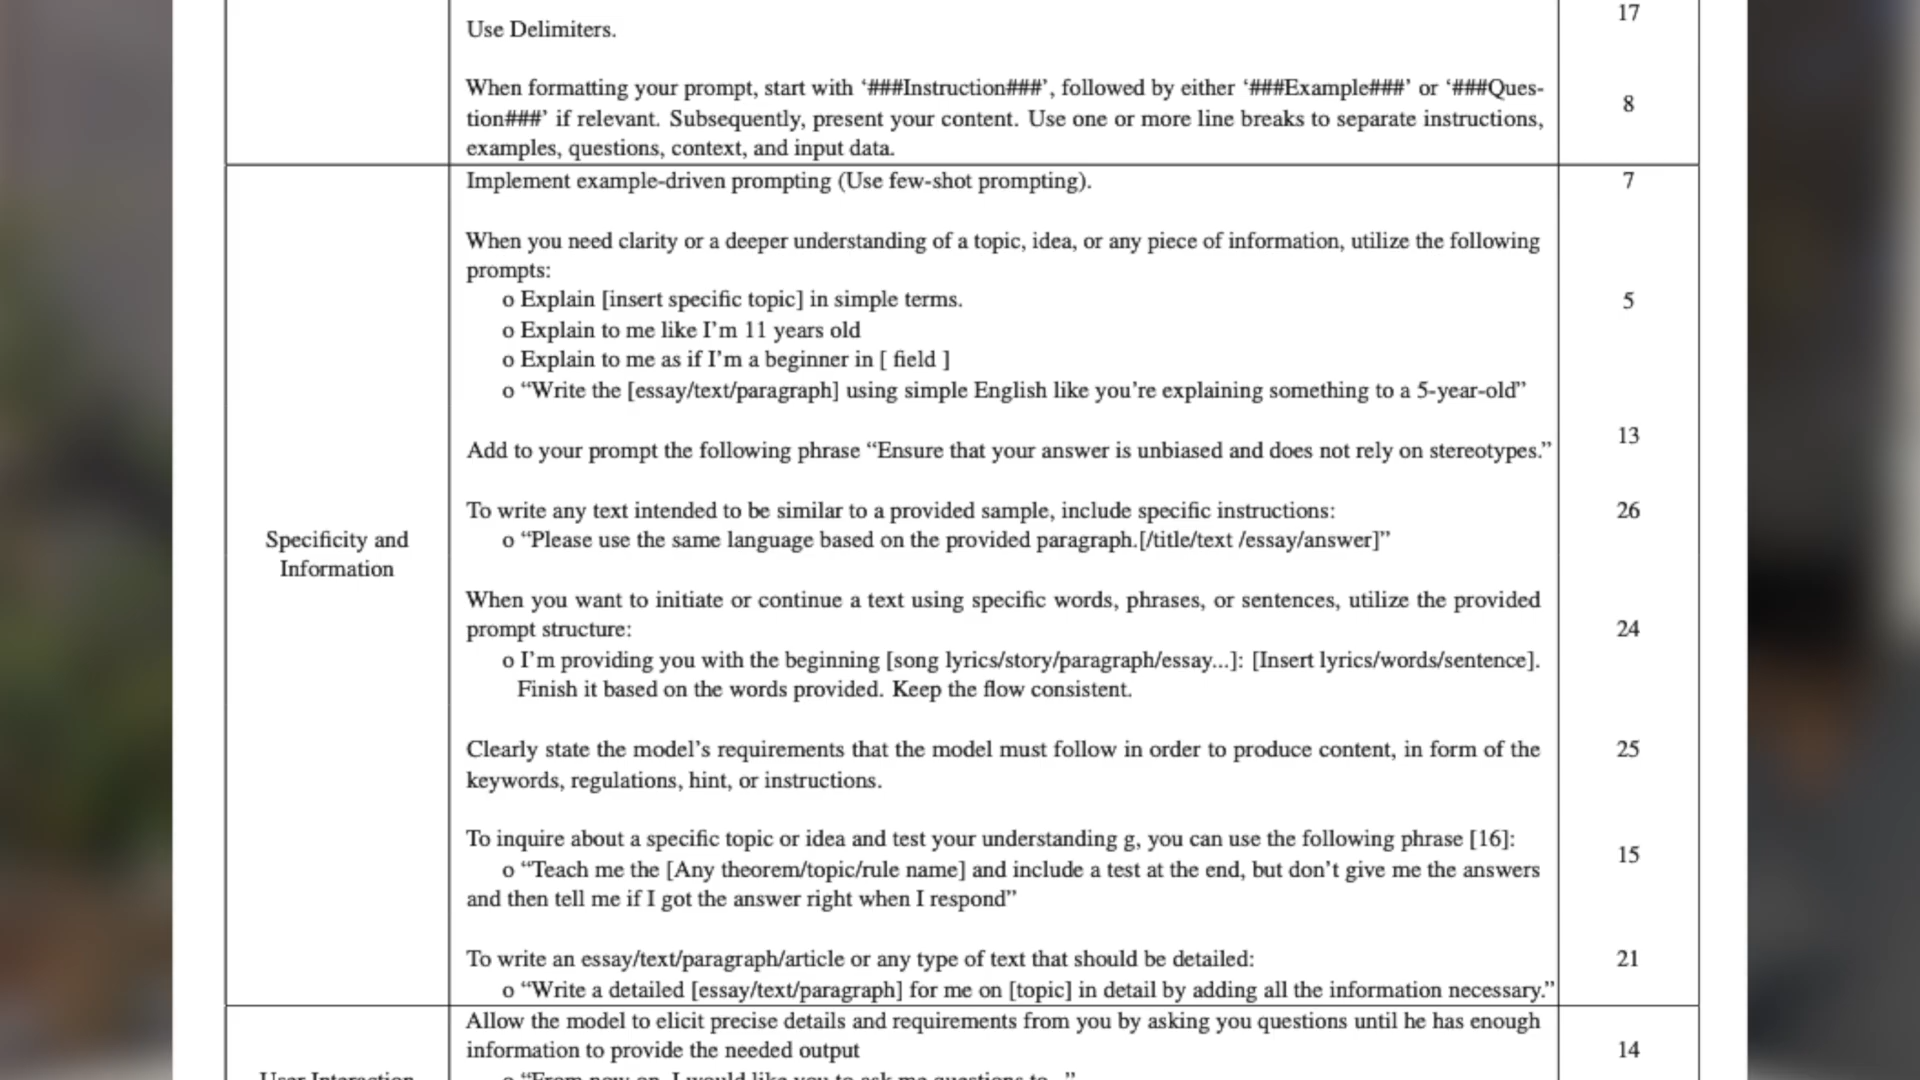 17
Use Delimiters.
When formatting your prompt, start with ‘###Instruction###’, followed by either ‘###Example###’ or ‘###Ques-
tion###’ if relevant. Subsequently, present your content. Use one or more line breaks to separate instructions,
examples, questions, context, and input data.
8
Specificity and
Information
Implement example-driven prompting (Use few-shot prompting).
7
When you need clarity or a deeper understanding of a topic, idea, or any piece of information, utilize the following
prompts:
o Explain [insert specific topic] in simple terms.
o Explain to me like I’m 11 years old
o Explain to me as if I’m a beginner in [ field ]
o “Write the [essay/text/paragraph] using simple English like you’re explaining something to a 5-year-old”
5
Add to your prompt the following phrase “Ensure that your answer is unbiased and does not rely on stereotypes.”
13
To write any text intended to be similar to a provided sample, include specific instructions:
o “Please use the same language based on the provided paragraph.[/title/text /essay/answer]”
26
When you want to initiate or continue a text using specific words, phrases, or sentences, utilize the provided
prompt structure:
o I’m providing you with the beginning [song lyrics/story/paragraph/essay...]: [Insert lyrics/words/sentence].
Finish it based on the words provided. Keep the flow consistent.
24
Clearly state the model’s requirements that the model must follow in order to produce content, in form of the
keywords, regulations, hint, or instructions.
25
To inquire about a specific topic or idea and test your understanding g, you can use the following phrase [16]:
o “Teach me the [Any theorem/topic/rule name] and include a test at the end, but don’t give me the answers
and then tell me if I got the answer right when I respond”
15
To write an essay/text/paragraph/article or any type of text that should be detailed:
o “Write a detailed [essay/text/paragraph] for me on [topic] in detail by adding all the information necessary.”
21
User Interaction
Allow the model to elicit precise details and requirements from you by asking you questions until he has enough
information to provide the needed output
o “From now on, I would like you to ask me questions to...”
14